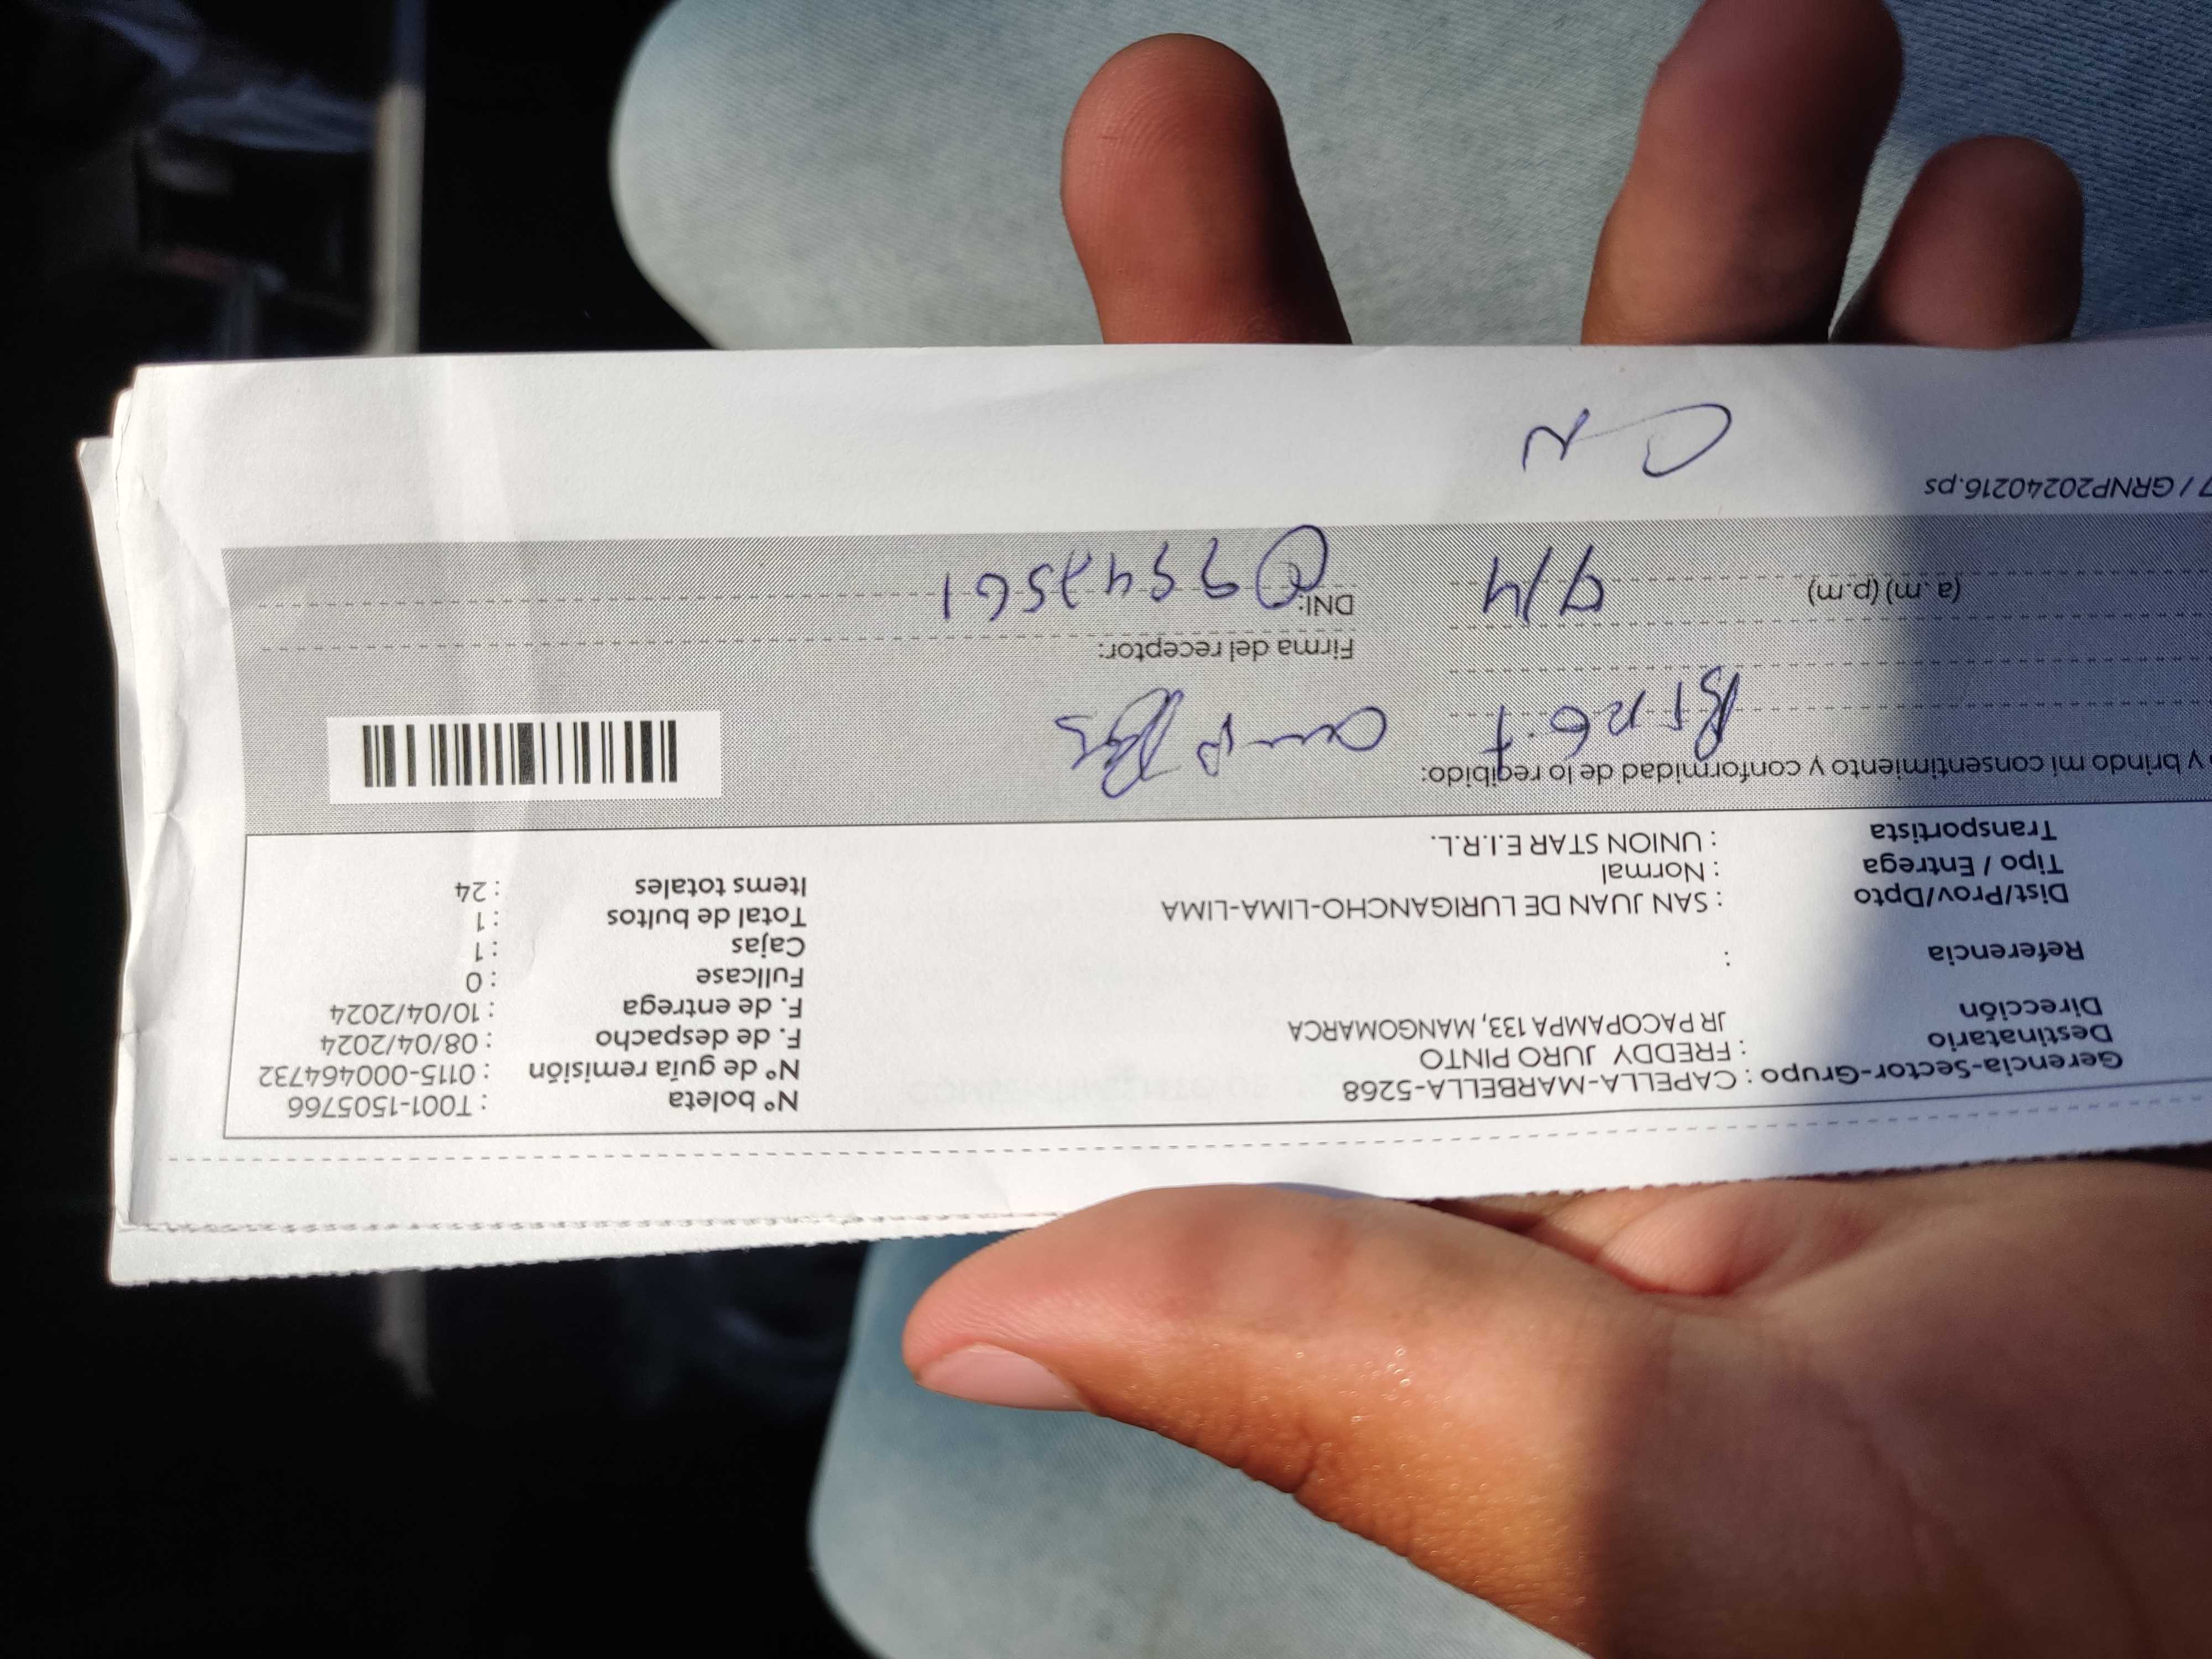 Gerencia-Sector-Grupo : CAPELLA-MARBELLA-5268
Destinatario : FREDDY JURO PINTO
Dirección JR PACOPAMPA 133, MANGOMARCA
Referencia :
Dist/Prov/Dpto : SAN JUAN DE LURIGANCHO-LIMA-LIMA
Tipo / Entrega : Normal
Transportista : UNION STAR E.I.R.L.
N° boleta : T001-1505766
N° de guía remisión : 0115-000464732
F. de despacho : 08/04/2024
F. de entrega : 10/04/2024
Fullcase : 0
Cajas : 1
Total de bultos : 1
Items totales : 24
y brindo mi consentimiento y conformidad de lo recibido:
Firma del receptor:
(a.m) (p.m) 9/4
DNI:
7 / GRNP20240216.ps